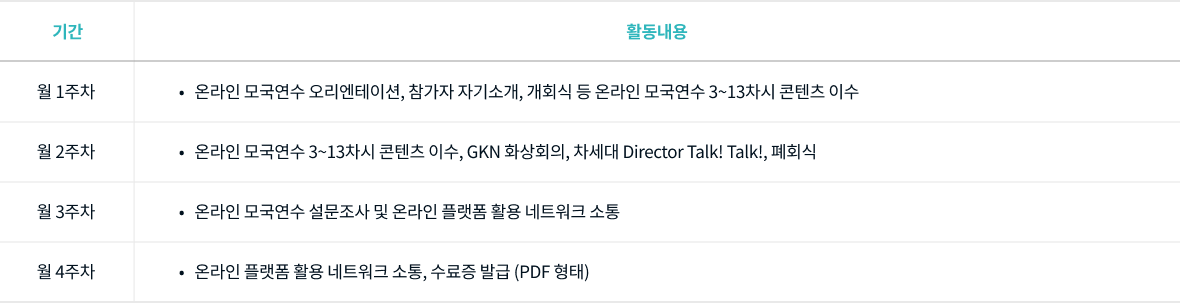 기간 활동내용
월 1주차 • 온라인 모국연수 오리엔테이션, 참가자 자기소개, 개회식 등 온라인 모국연수 3~13차시 콘텐츠 이수
월 2주차 • 온라인 모국연수 3~13차시 콘텐츠 이수, GKN 화상회의, 차세대 Director Talk! Talk!, 폐회식
월 3주차 • 온라인 모국연수 설문조사 및 온라인 플랫폼 활용 네트워크 소통
월 4주차 • 온라인 플랫폼 활용 네트워크 소통, 수료증 발급 (PDF 형태)